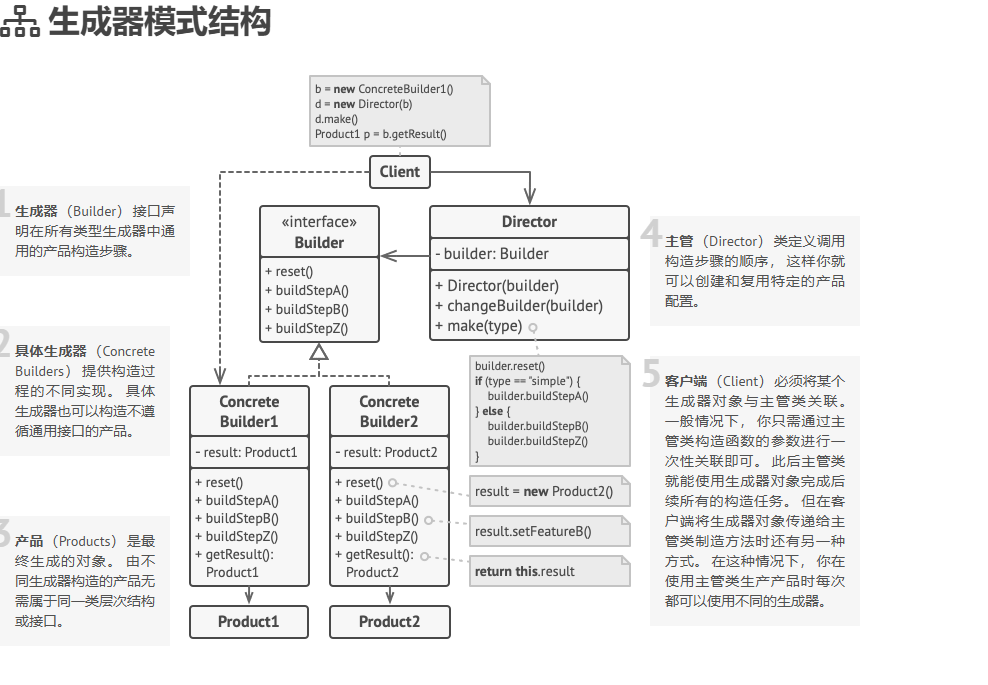 生成器模式结构
b = new ConcreteBuilder1()
d = new Director(b)
d.make()
Product1 p = b.getResult()
Client
1
生成器 （Builder） 接口声
明在所有类型生成器中通
用的产品构造步骤。
«interface»
Builder
+ reset()
+ buildStepA()
+ buildStepB()
+ buildStepZ()
Director
- builder: Builder
+ Director(builder)
+ changeBuilder(builder)
+ make(type)
4
主管 （Director） 类定义调用
构造步骤的顺序， 这样你就
可以创建和复用特定的产品
配置。
2
具体生成器 （Concrete
Builders） 提供构造过
程的不同实现。 具体
生成器也可以构造不遵
循通用接口的产品。
builder.reset()
if (type == "simple") {
builder.buildStepA()
} else {
builder.buildStepB()
builder.buildStepZ()
}
Concrete
Builder1
- result: Product1
+ reset()
+ buildStepA()
+ buildStepB()
+ buildStepZ()
+ getResult():
Product1
Concrete
Builder2
- result: Product2
+ reset()
+ buildStepA()
+ buildStepB()
+ buildStepZ()
+ getResult():
Product2
result = new Product2()
result.setFeatureB()
return this.result
5
客户端 （Client） 必须将某个
生成器对象与主管类关联。
一般情况下， 你只需通过主
管类构造函数的参数进行一
次性关联即可。 此后主管类
就能使用生成器对象完成后
续所有的构造任务。 但在客
户端将生成器对象传递给主
管类制造方法时还有另一种
方式。 在这种情况下， 你在
使用主管类生产产品时每次
都可以使用不同的生成器。
3
产品 （Products） 是最
终生成的对象。 由不
同生成器构造的产品无
需属于同一类层次结构
或接口。
Product1
Product2